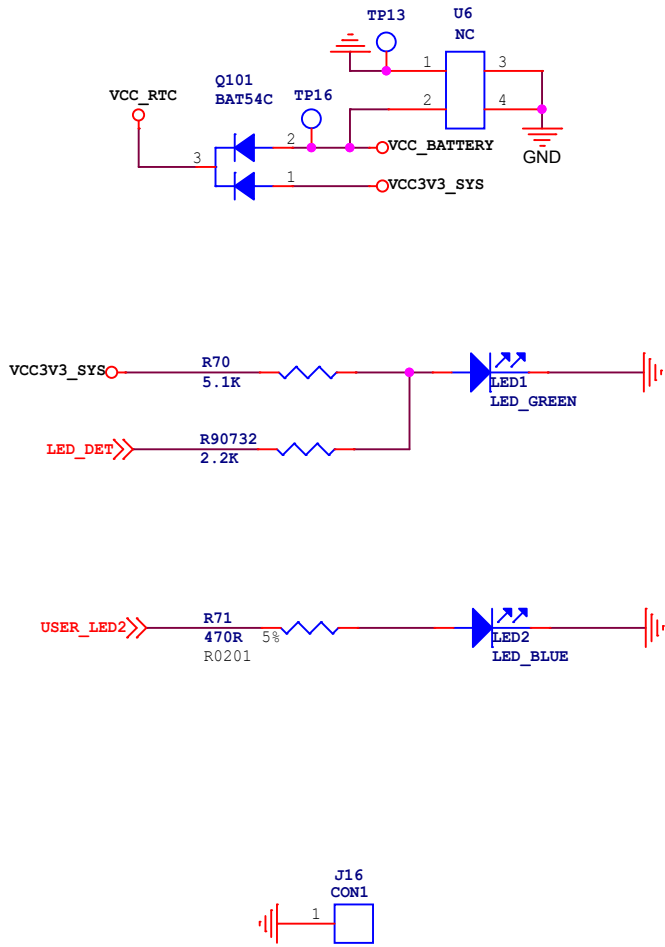 TP13
U6
NC
1
3
2
4
GND
Q101
BAT54C
TP16
VCC_RTC
3
2
VCC_BATTERY
1
VCC3V3_SYS
VCC3V3_SYS
R70
5.1K
LED1
LED_GREEN
LED_DET
R90732
2.2K
USER_LED2
R71
470R 5%
R0201
LED2
LED_BLUE
J16
CON1
1